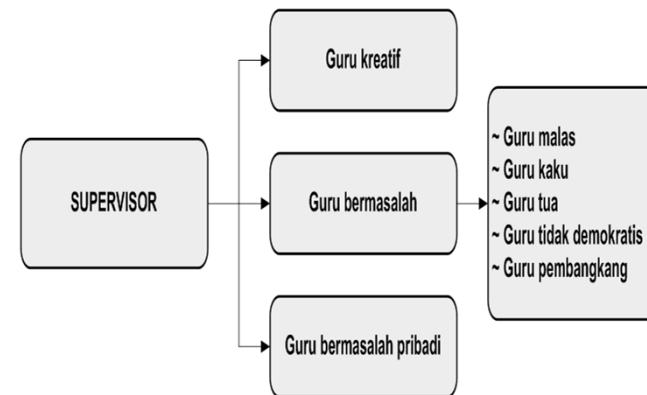 SUPERVISOR
Guru kreatif
Guru bermasalah
Guru bermasalah pribadi
~ Guru malas
~ Guru kaku
~ Guru tua
~ Guru tidak demokratis
~ Guru pembangkang